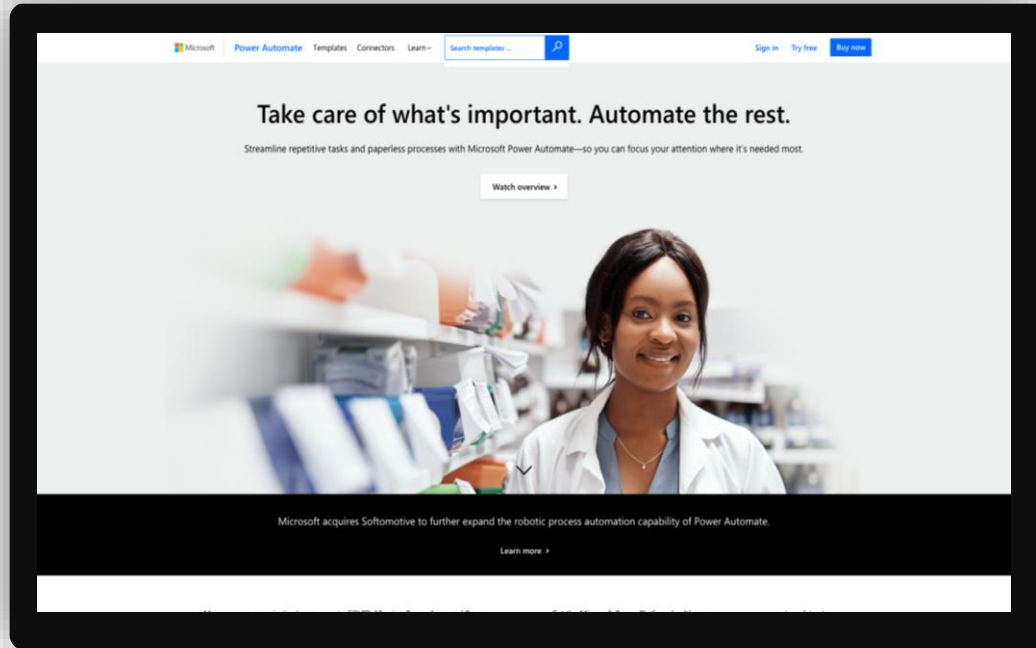 Microsoft Power Automate Templates Connectors Learn Search templates ... Sign in Try free Buy now
Take care of what's important. Automate the rest.
Streamline repetitive tasks and paperless processes with Microsoft Power Automate—so you can focus your attention where it's needed most.
Watch overview
Microsoft acquires Softomotive to further expand the robotic process automation capability of Power Automate.
Learn more